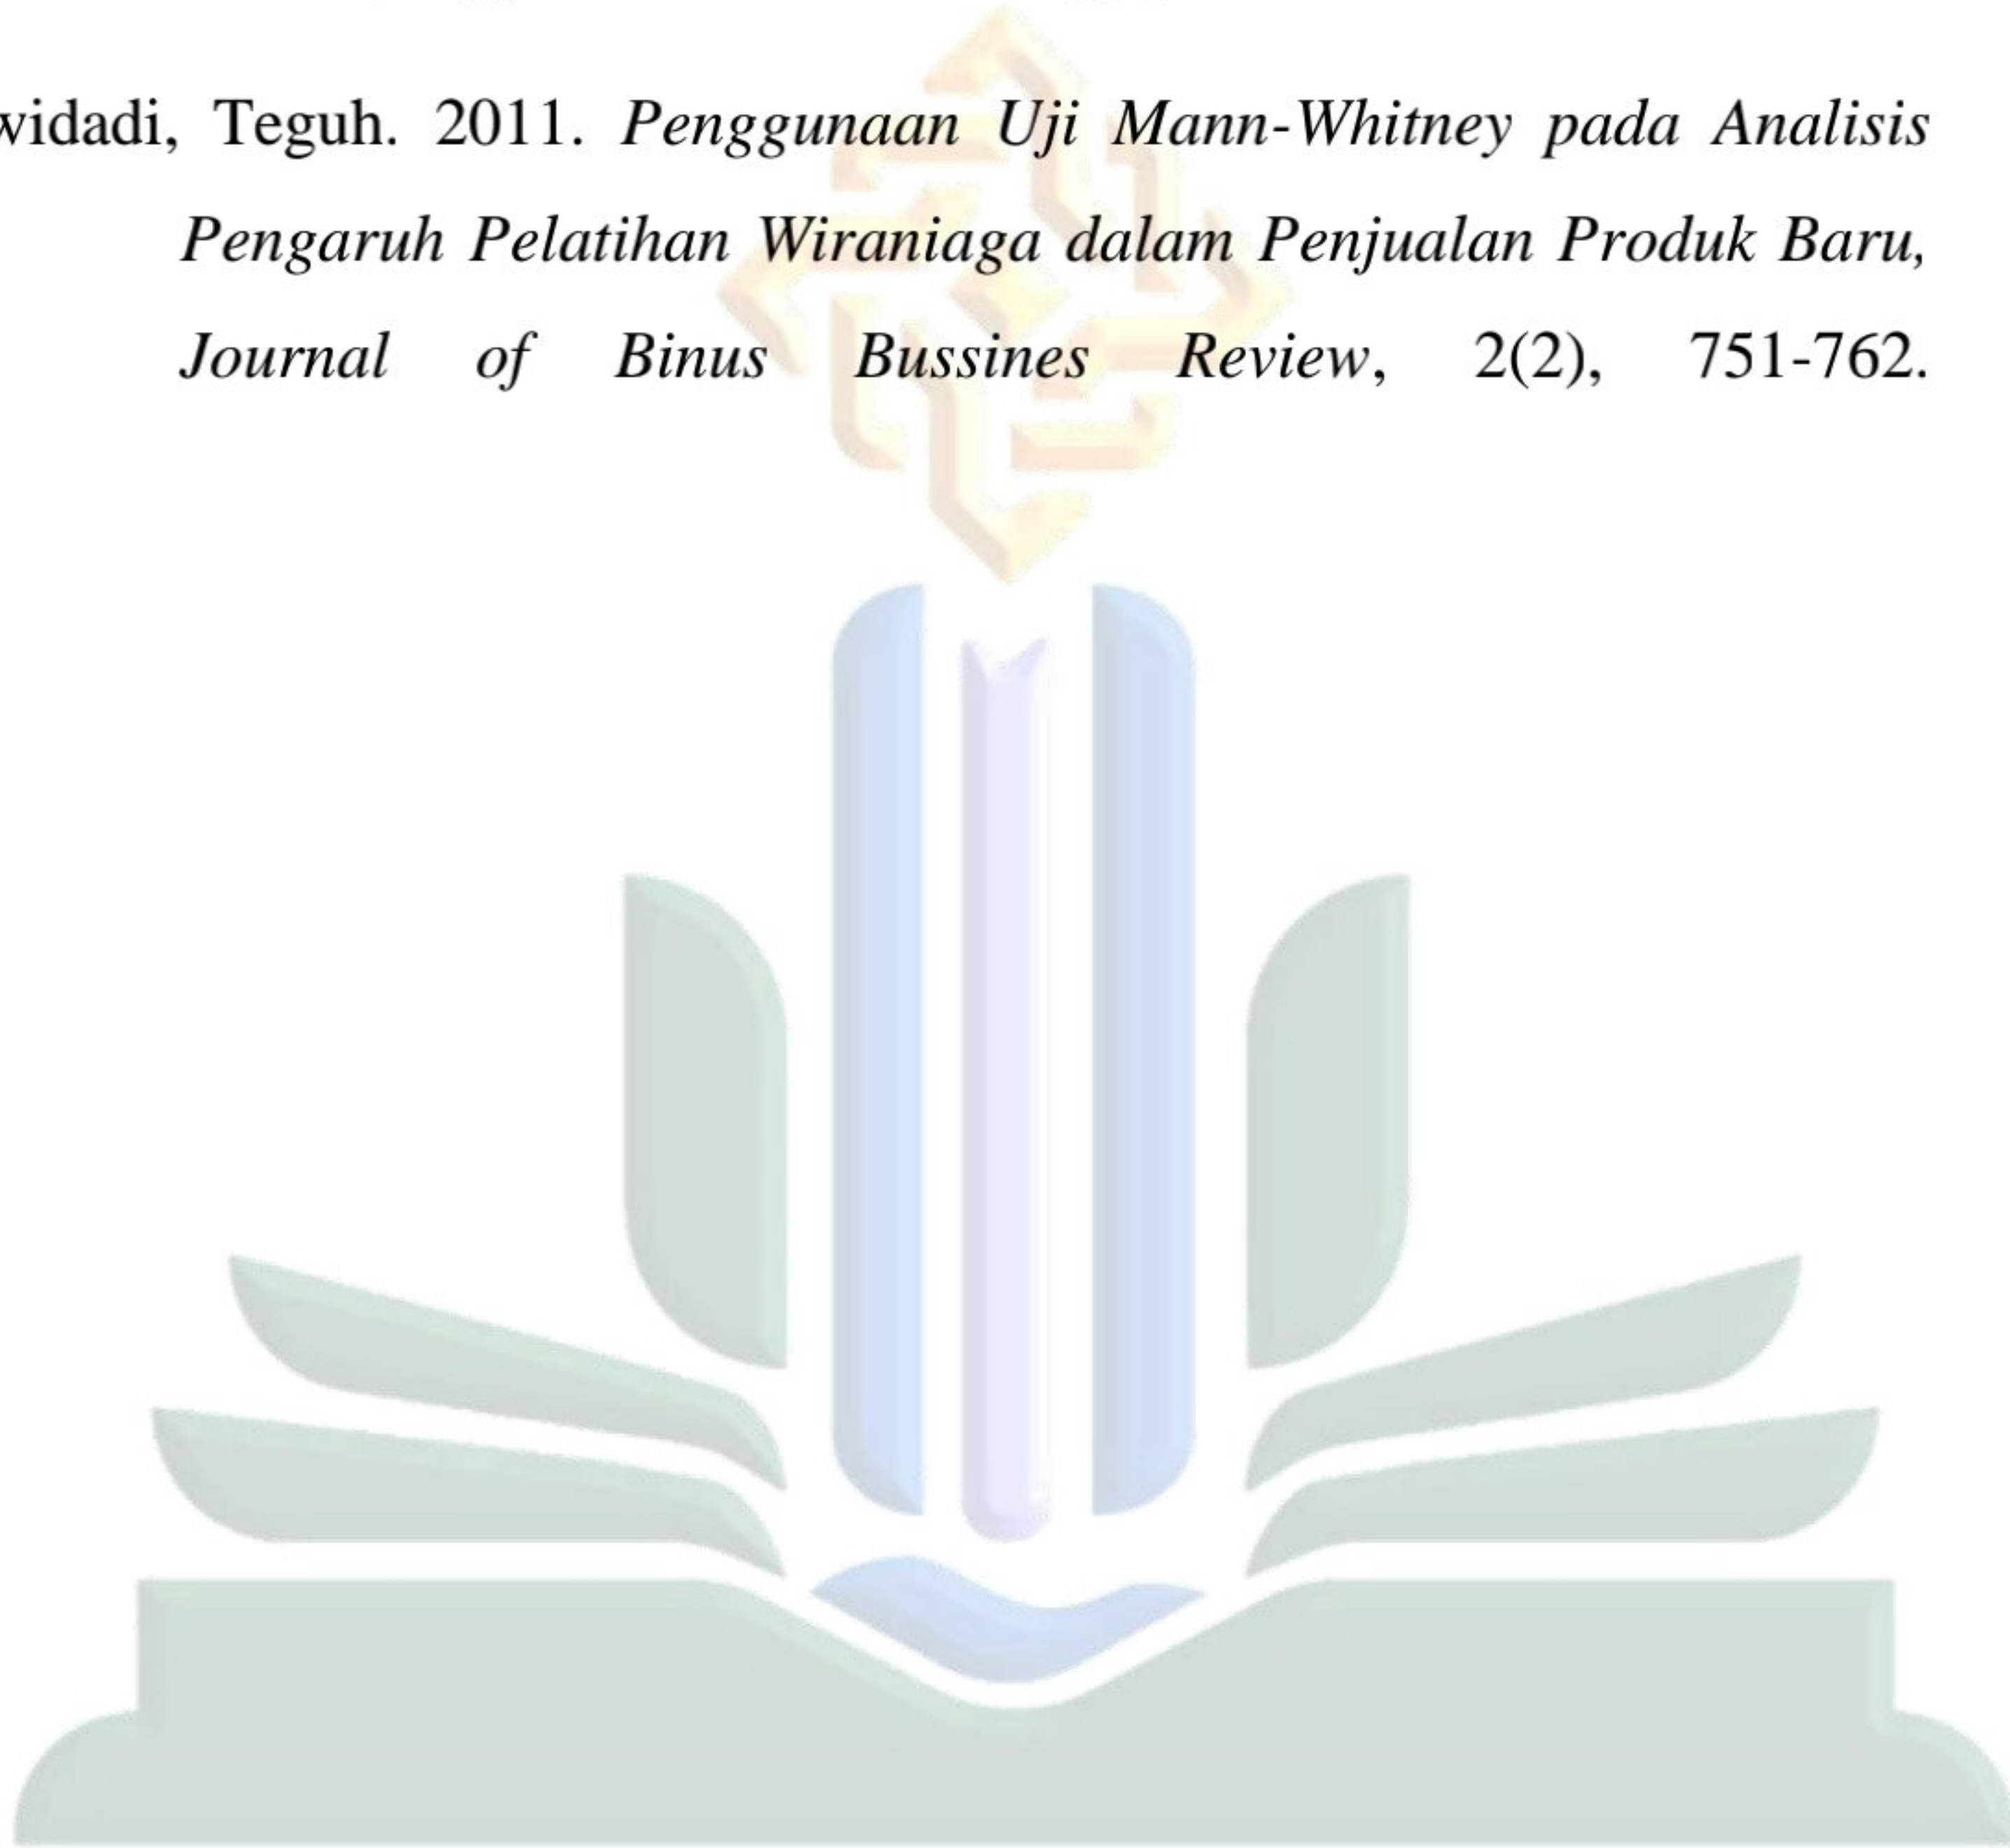 widadi, Teguh. 2011. Penggunaan Uji Mann-Whitney pada Analisis
Pengaruh Pelatihan Wiraniaga dalam Penjualan Produk Baru,
Journal of Binus Bussines Review, 2(2), 751-762.